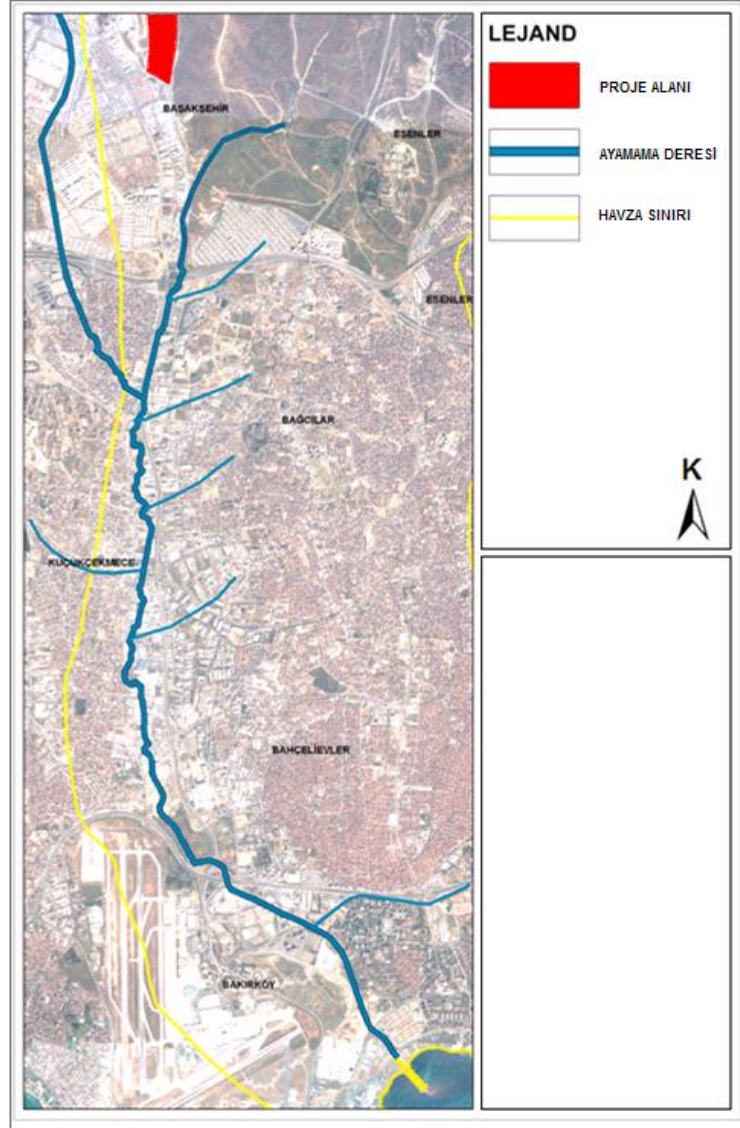 LEJAND
PROJE ALANI
AYAMAMA DERESİ
HAVZA SINIRI
BAŞAKŞEHİR
ESENLER
ESENLER
BAĞCILAR
K
KÜÇÜKÇEKMECE
BAHÇELİEVLER
BAKIRKÖY